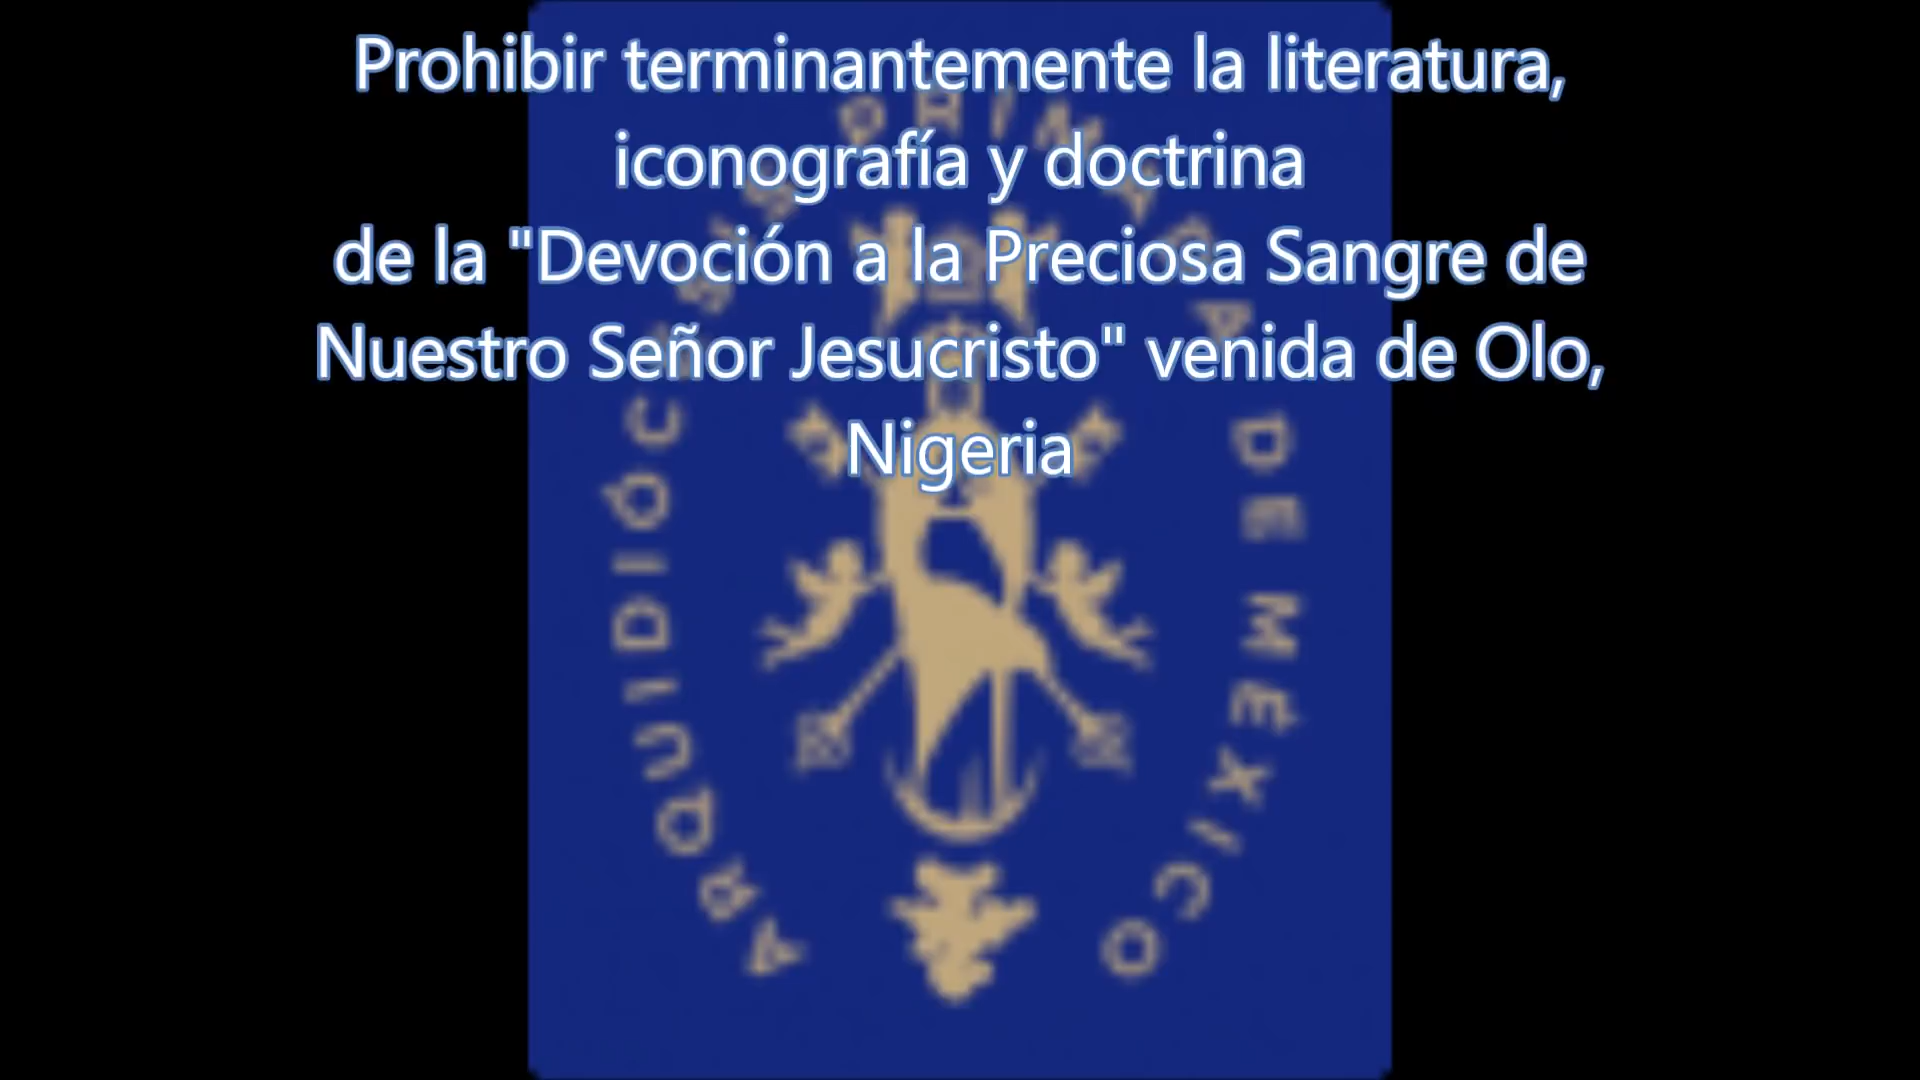 Prohibir terminantemente la literatura,
iconografía y doctrina
de la "Devoción a la Preciosa Sangre de
Nuestro Señor Jesucristo" venida de Olo,
Nigeria
ARQUIDIÓCESIS PRIMADA DE MÉXICO